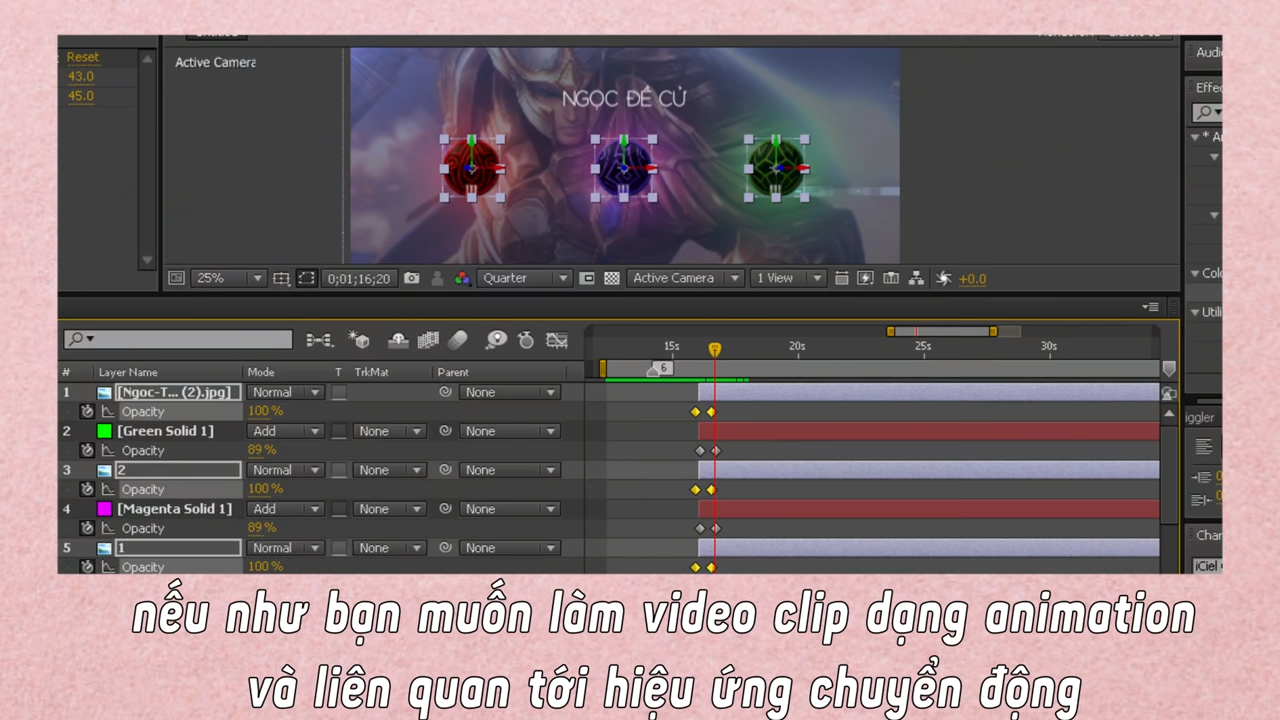 Reset
43.0
45.0
Active Camera
NGỌC ĐỀ CỬ
25%
0;01;16;20
Quarter
Active Camera
1 View
+0.0
Audi
Effec
* Ar
Colo
Utili
15s 20s 25s 30s
# Layer Name Mode T TrkMat Parent
6
1 [Ngoc-T... (2).jpg] Normal None
Opacity 100 %
2 [Green Solid 1] Add None None
Opacity 89 %
3 2 Normal None None
Opacity 100 %
4 [Magenta Solid 1] Add None None
Opacity 89 %
5 1 Normal None None
Opacity 100 %
iggler
Char
iCiel
nếu như bạn muốn làm video clip dạng animation
và liên quan tới hiệu ứng chuyển động